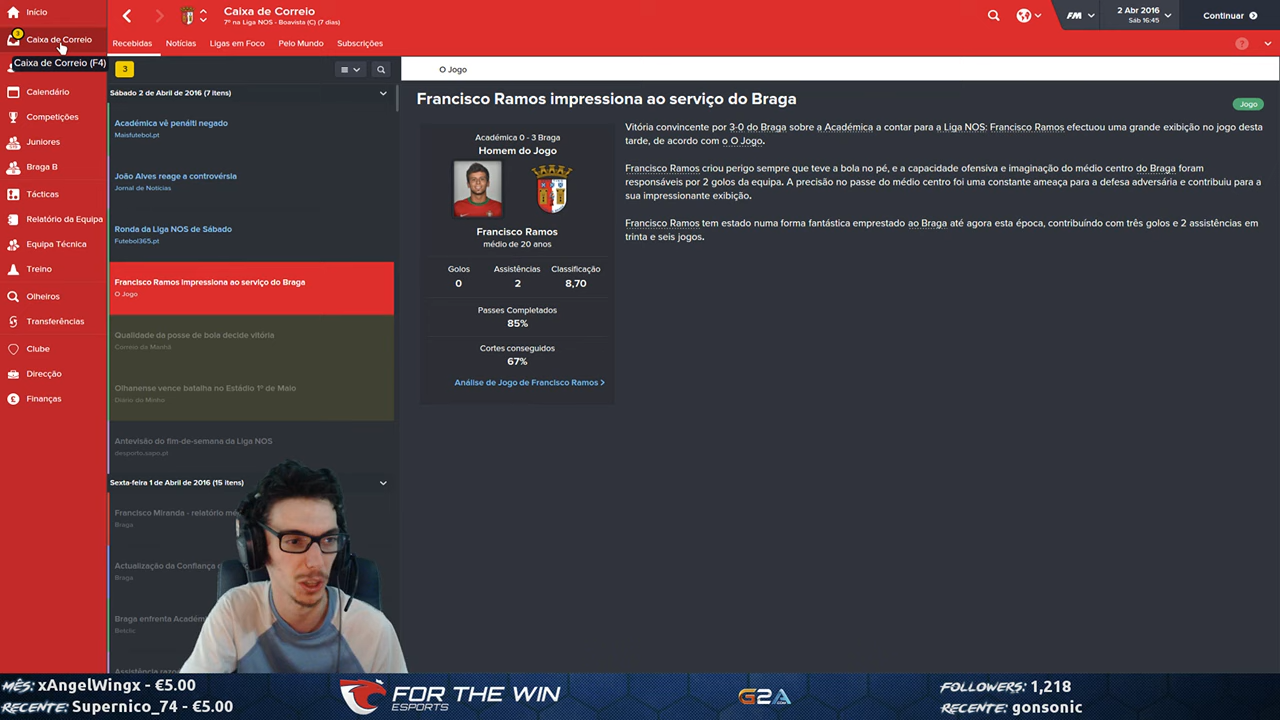 Início
Caixa de Correio
7º na Liga NOS - Boavista (C) (7 dias)
FM
2 Abr 2016
Sáb 16:45
Continuar
3
Caixa de Correio
Caixa de Correio (F4)
Recebidas
Notícias
Ligas em Foco
Pelo Mundo
Subscrições
?
Calendário
Competições
Juniores
Braga B
Tácticas
Relatório da Equipa
Equipa Técnica
Treino
Olheiros
Transferências
Clube
Direcção
Finanças
3
Sábado 2 de Abril de 2016 (7 itens)
Académica vê penálti negado
Maisfutebol.pt
João Alves reage a controvérsia
Jornal de Notícias
Ronda da Liga NOS de Sábado
Futebol365.pt
Francisco Ramos impressiona ao serviço do Braga
O Jogo
Qualidade da posse de bola decide vitória
Correio da Manhã
Olhanense vence batalha no Estádio 1º de Maio
Diário do Minho
Antevisão do fim-de-semana da Liga NOS
desporto.sapo.pt
Sexta-feira 1 de Abril de 2016 (15 itens)
Francisco Miranda - relatório
Braga
Actualização da Confiança
Braga
Braga enfrenta
Betclic
Assistência
O Jogo
Francisco Ramos impressiona ao serviço do Braga
Jogo
Académica 0 - 3 Braga
Homem do Jogo
Francisco Ramos
médio de 20 anos
Golos Assistências Classificação
0 2 8,70
Passes Completados
85%
Cortes conseguidos
67%
Análise de Jogo de Francisco Ramos
Vitória convincente por 3-0 do Braga sobre a Académica a contar para a Liga NOS: Francisco Ramos efectuou uma grande exibição no jogo desta
tarde, de acordo com o O Jogo.
Francisco Ramos criou perigo sempre que teve a bola no pé, e a capacidade ofensiva e imaginação do médio centro do Braga foram
responsáveis por 2 golos da equipa. A precisão no passe do médio centro foi uma constante ameaça para a defesa adversária e contribuiu para a
sua impressionante exibição.
Francisco Ramos tem estado numa forma fantástica emprestado ao Braga até agora esta época, contribuíndo com três golos e 2 assistências em
trinta e seis jogos.
MÊS: xAngelWingx - €5.00
RECENTE: Supernico_74 - €5.00
FOR THE WIN
ESPORTS
G2A
.COM
FOLLOWERS: 1,218
RECENTE: gonsonic